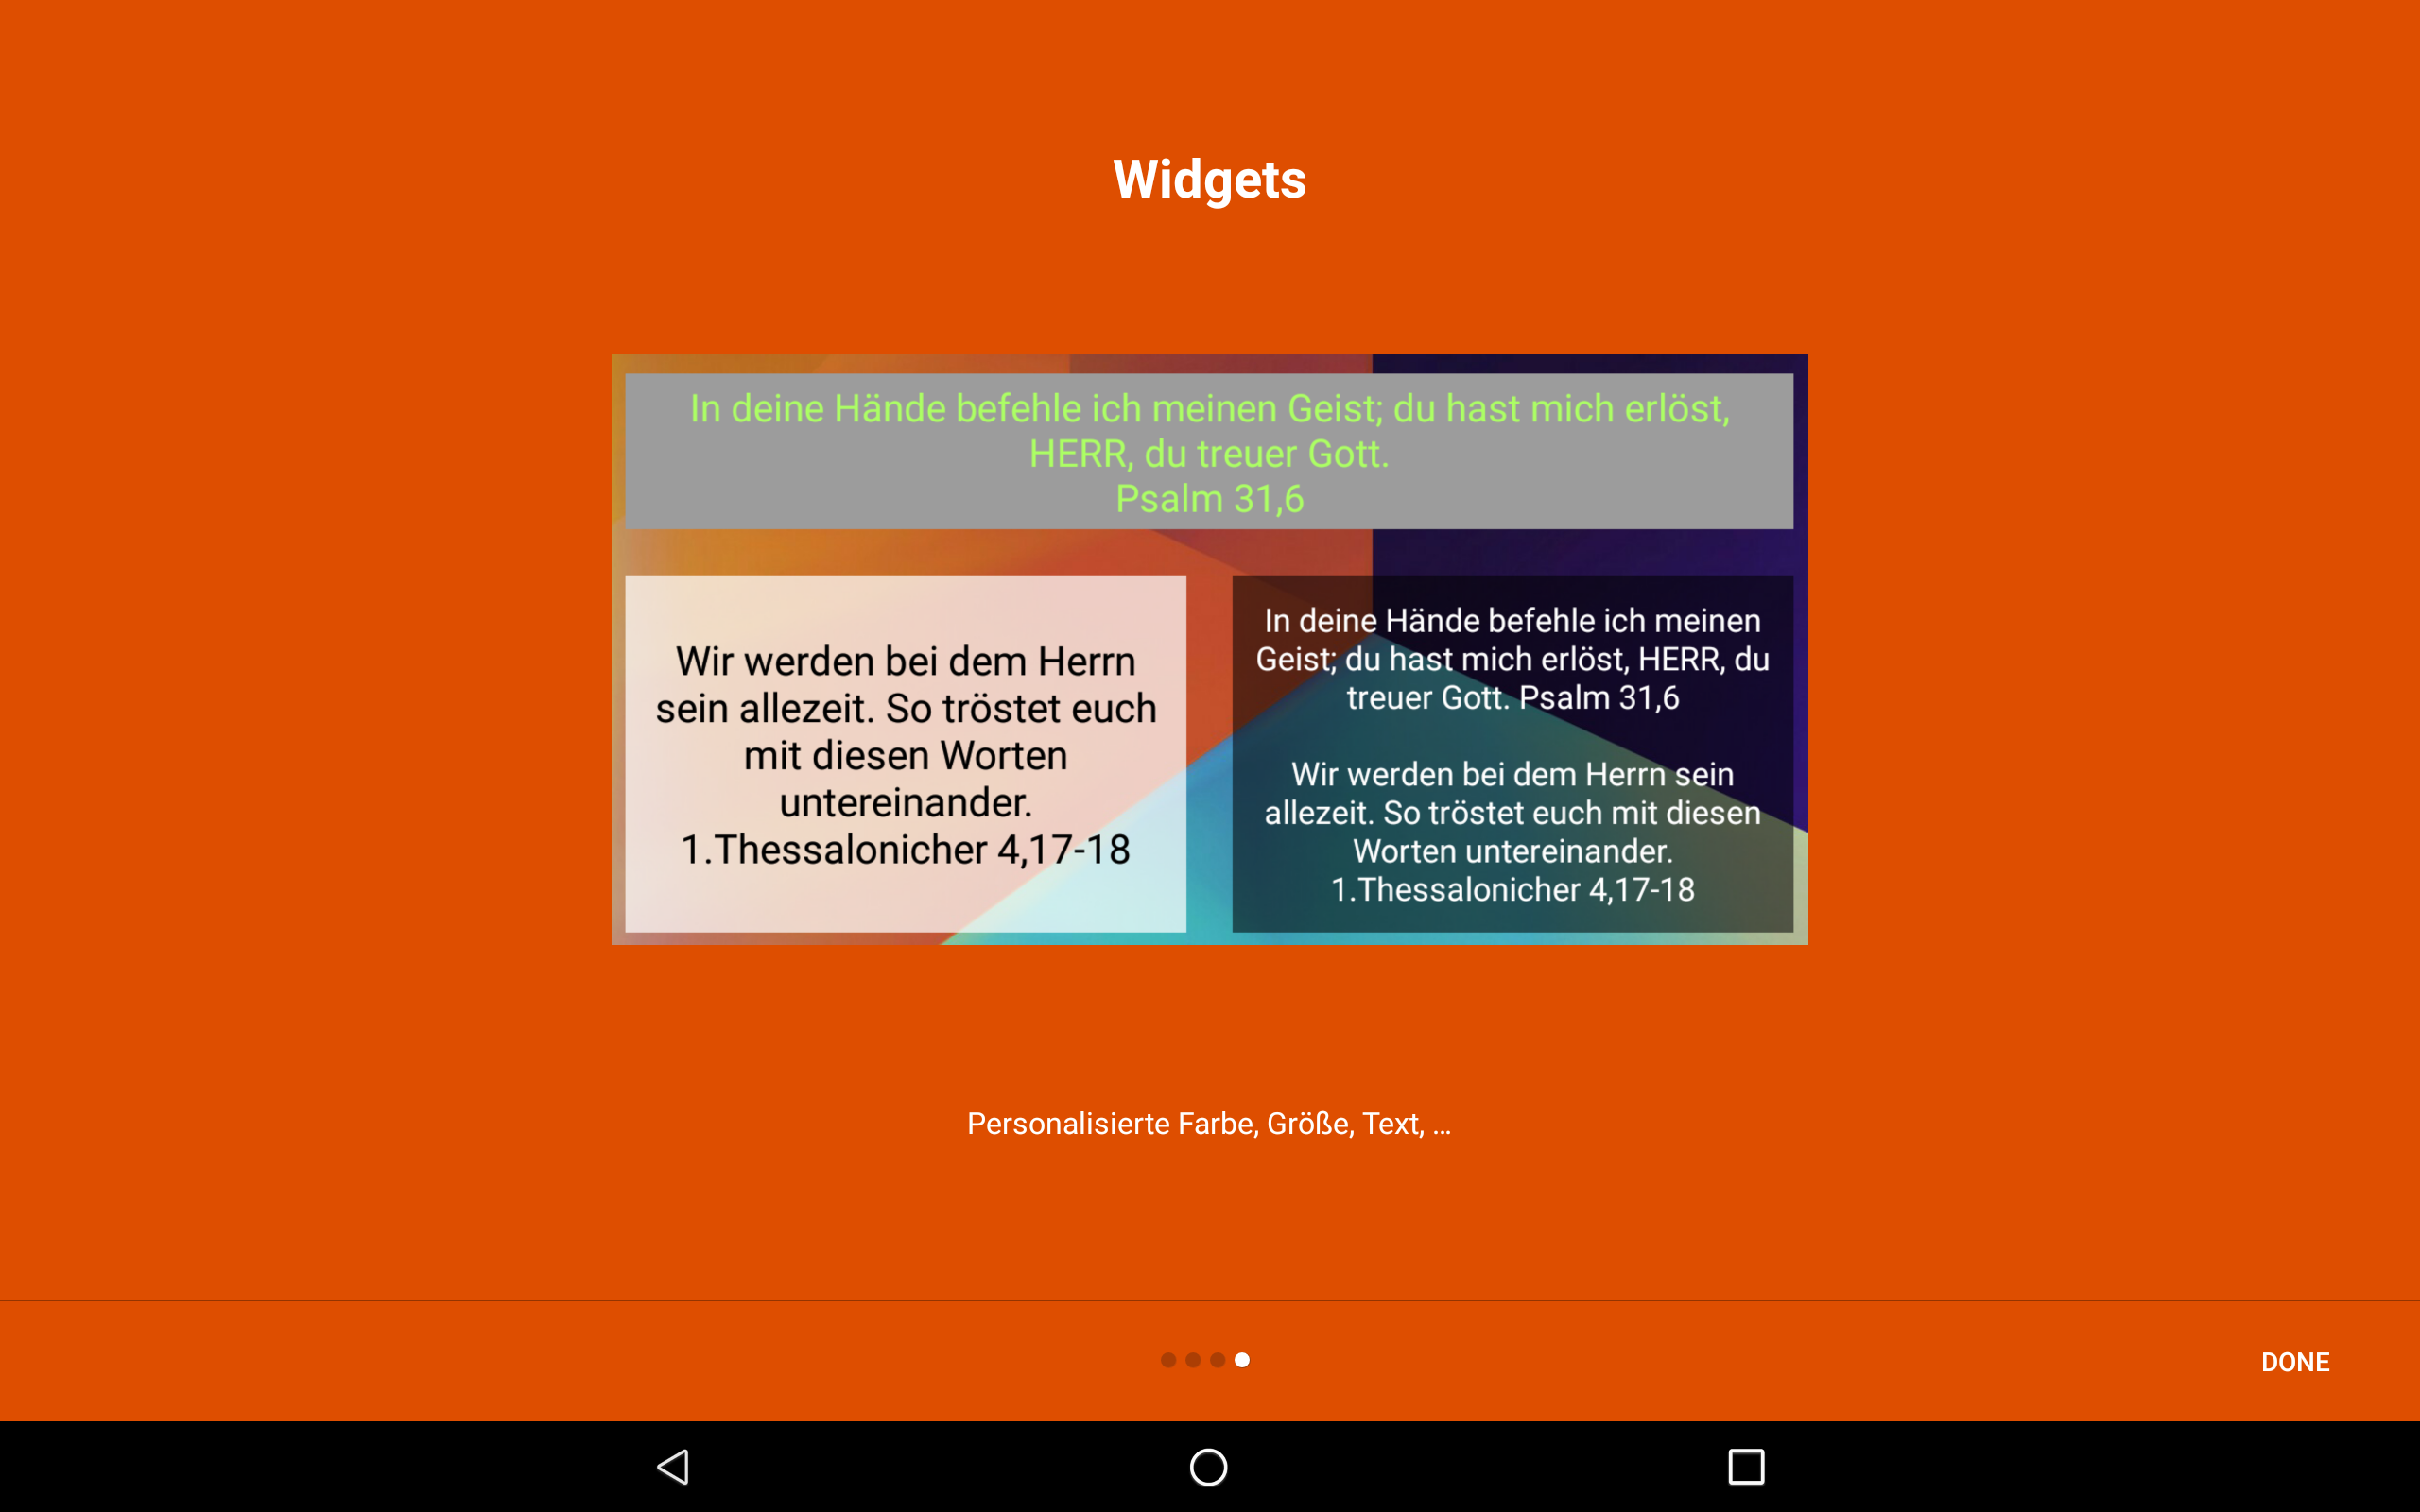 Widgets
In deine Hände befehle ich meinen Geist; du hast mich erlöst,
HERR, du treuer Gott.
Psalm 31,6
Wir werden bei dem Herrn
sein allezeit. So tröstet euch
mit diesen Worten
untereinander.
1.Thessalonicher 4,17-18
In deine Hände befehle ich meinen
Geist; du hast mich erlöst, HERR, du
treuer Gott. Psalm 31,6
Wir werden bei dem Herrn sein
allezeit. So tröstet euch mit diesen
Worten untereinander.
1.Thessalonicher 4,17-18
Personalisierte Farbe, Größe, Text, ...
DONE